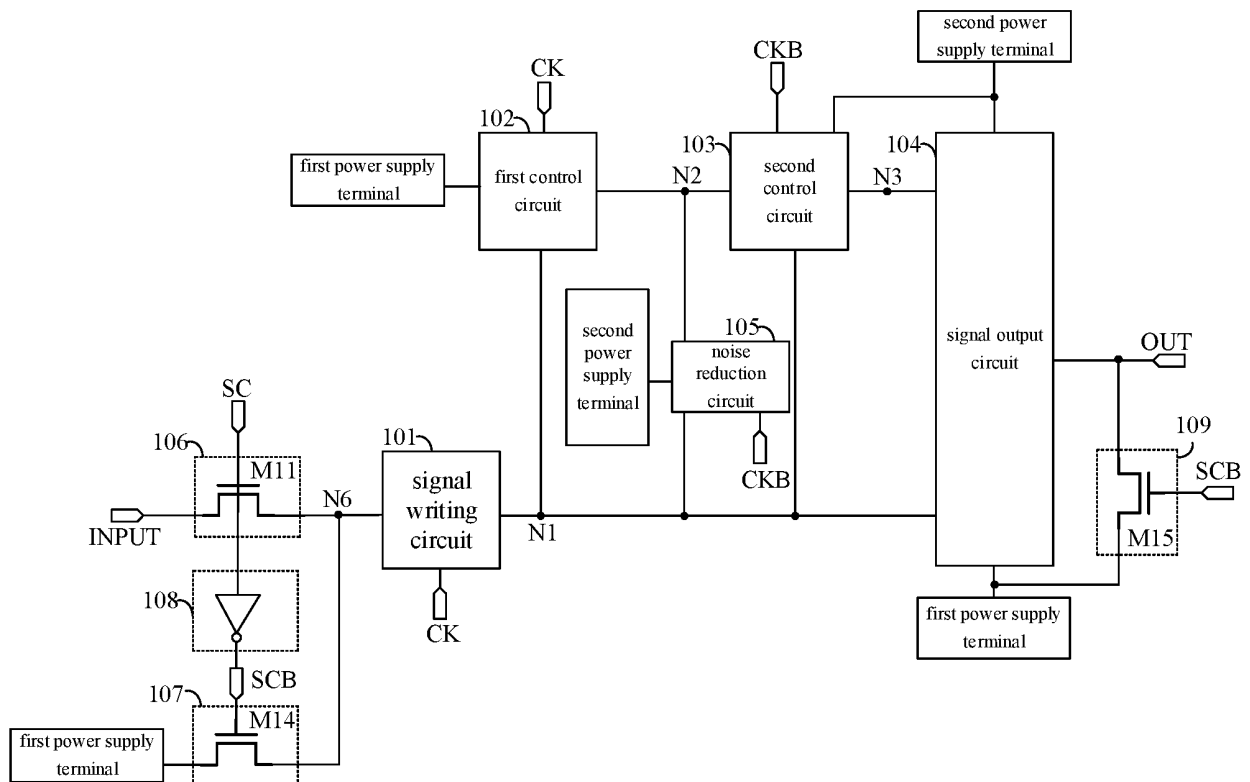 second power
supply terminal
CK
CKB
102
103
104
first power supply
terminal
first control
circuit
N2
second
control
circuit
N3
second
power
supply
terminal
105
noise
reduction
circuit
CKB
signal output
circuit
OUT
SC
106
M11
INPUT
N6
101
signal
writing
circuit
N1
CK
109
SCB
M15
108
SCB
107
M14
first power supply
terminal
first power supply
terminal